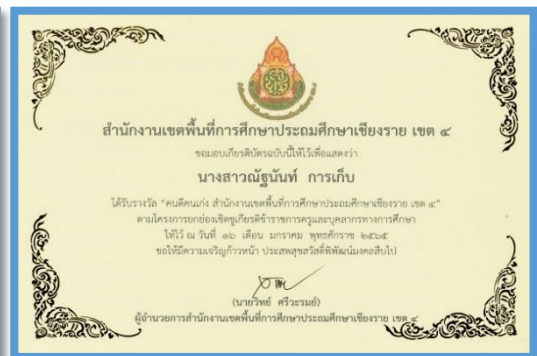 สำนักงานเขตพื้นที่การศึกษาประถมศึกษาเชียงราย เขต ๔
ขอมอบเกียรติบัตรฉบับนี้ให้ไว้เพื่อแสดงว่า
นางสาวณัฐนันท์ การเก็บ
ได้รับรางวัล "คนดีคนเก่ง สำนักงานเขตพื้นที่การศึกษาประถมศึกษาเชียงราย เขต ๔"
ตามโครงการยกย่องเชิดชูเกียรติข้าราชการครูและบุคลากรทางการศึกษา
ให้ไว้ ณ วันที่ ๑๖ เดือน มกราคม พุทธศักราช ๒๕๖๕
ขอให้มีความเจริญก้าวหน้า ประสพสุขสวัสดิ์พิพัฒน์มงคลสืบไป
(นายวิทย์ ศรีวะรมย์)
ผู้อำนวยการสำนักงานเขตพื้นที่การศึกษาประถมศึกษาเชียงราย เขต ๔